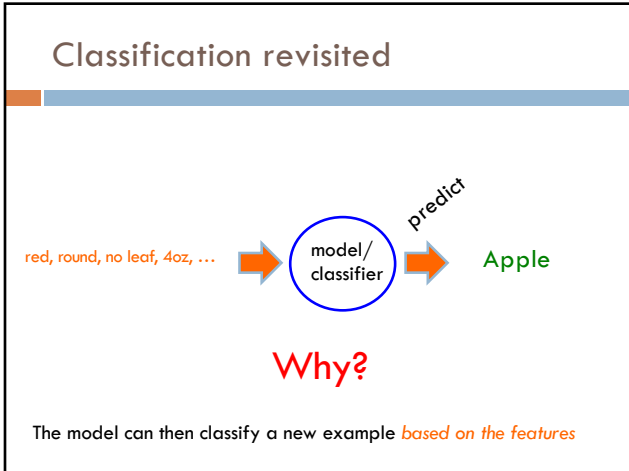 Classification revisited
predict
red, round, no leaf, 4oz, …
model/
classifier
Apple
Why?
The model can then classify a new example based on the features